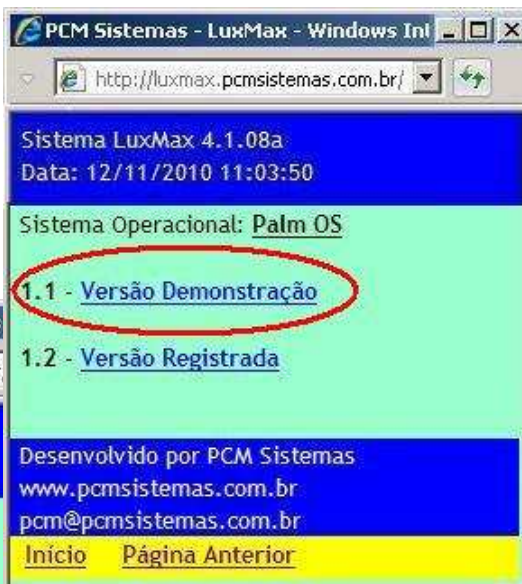 PCM Sistemas - LuxMax - Windows Int
http://luxmax.pcmsistemas.com.br/
Sistema LuxMax 4.1.08a
Data: 12/11/2010 11:03:50
Sistema Operacional: Palm OS
1.1 - Versão Demonstração
1.2 - Versão Registrada
Desenvolvido por PCM Sistemas
www.pcmsistemas.com.br
pcm@pcmsistemas.com.br
Início Página Anterior